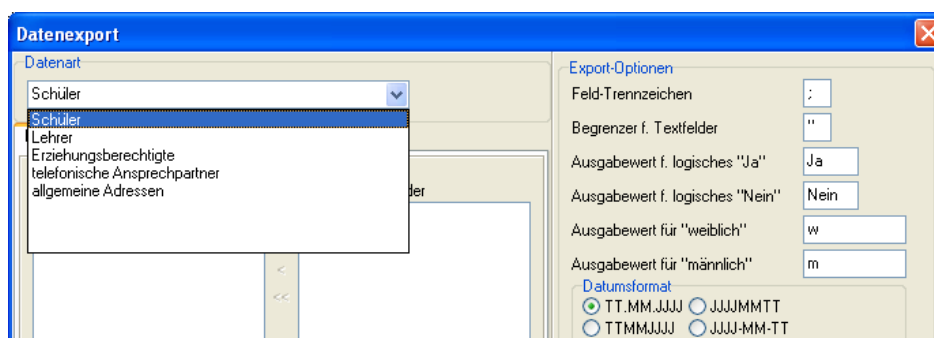 Datenexport
Datenart
Schüler
Schüler
Lehrer
Erziehungsberechtigte
telefonische Ansprechpartner
allgemeine Adressen
<
<<
Export-Optionen
Feld-Trennzeichen ;
Begrenzer f. Textfelder "
Ausgabewert f. logisches "Ja" Ja
Ausgabewert f. logisches "Nein" Nein
Ausgabewert für "weiblich" w
Ausgabewert für "männlich" m
Datumsformat
TT.MM.JJJJ JJJJMMTT
TTMMJJJJ JJJJ-MM-TT